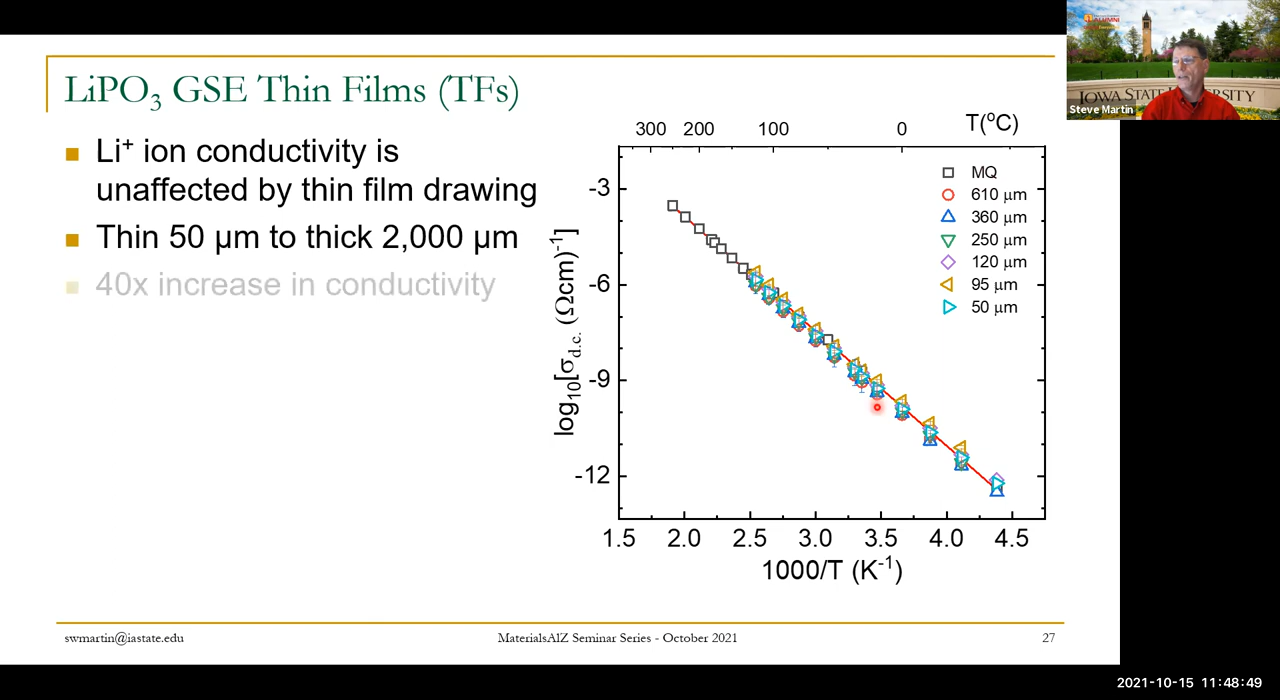 LiPO₃ GSE Thin Films (TFs)
Li⁺ ion conductivity is
unaffected by thin film drawing
Thin 50 µm to thick 2,000 µm
40x increase in conductivity
300 200 100 0 T(°C)
-3
-6
-9
-12
log₁₀[σd.c. (Ωcm)⁻¹]
MQ
610 µm
360 µm
250 µm
120 µm
95 µm
50 µm
1.5 2.0 2.5 3.0 3.5 4.0 4.5
1000/T (K⁻¹)
swmartin@iastate.edu
MaterialsAlZ Seminar Series - October 2021
27
ALUMNI
IOWA STATE UNIVERSITY
Steve Martin
2021-10-15 11:48:49